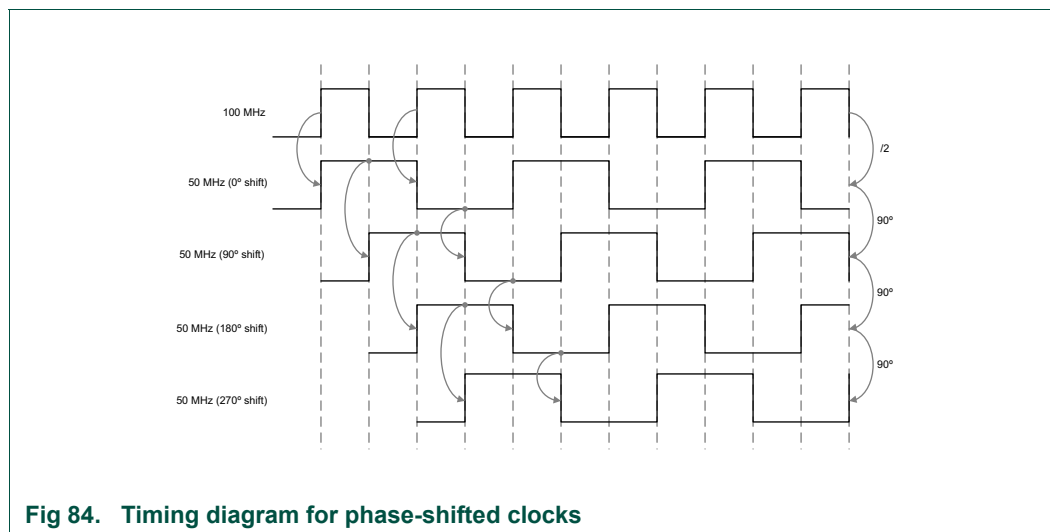 100 MHz
/2
50 MHz (0º shift)
90º
50 MHz (90º shift)
90º
50 MHz (180º shift)
90º
50 MHz (270º shift)
Fig 84. Timing diagram for phase-shifted clocks